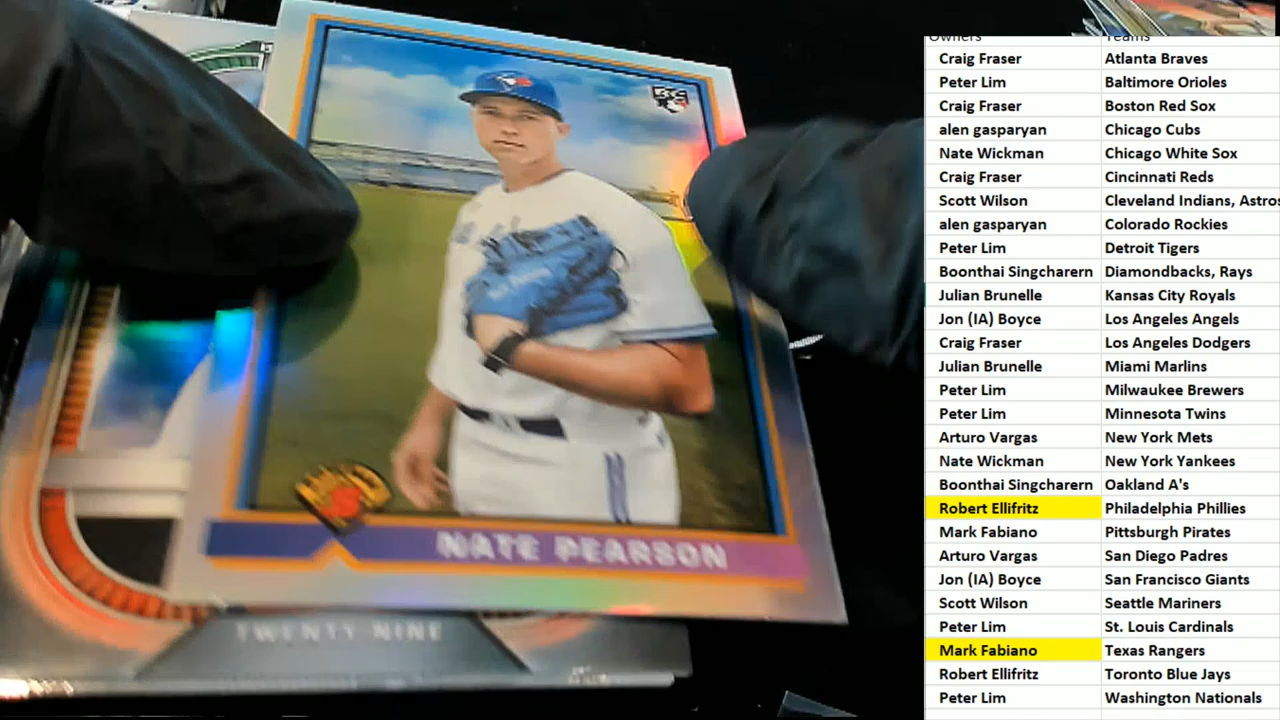 Owners Teams
Craig Fraser Atlanta Braves
Peter Lim Baltimore Orioles
Craig Fraser Boston Red Sox
alen gasparyan Chicago Cubs
Nate Wickman Chicago White Sox
Craig Fraser Cincinnati Reds
Scott Wilson Cleveland Indians, Astros
alen gasparyan Colorado Rockies
Peter Lim Detroit Tigers
Boonthai Singcharern Diamondbacks, Rays
Julian Brunelle Kansas City Royals
Jon (IA) Boyce Los Angeles Angels
Craig Fraser Los Angeles Dodgers
Julian Brunelle Miami Marlins
Peter Lim Milwaukee Brewers
Peter Lim Minnesota Twins
Arturo Vargas New York Mets
Nate Wickman New York Yankees
Boonthai Singcharern Oakland A's
Robert Ellifritz Philadelphia Phillies
Mark Fabiano Pittsburgh Pirates
Arturo Vargas San Diego Padres
Jon (IA) Boyce San Francisco Giants
Scott Wilson Seattle Mariners
Peter Lim St. Louis Cardinals
Mark Fabiano Texas Rangers
Robert Ellifritz Toronto Blue Jays
Peter Lim Washington Nationals
RC
NATE PEARSON
TWENTY NINE